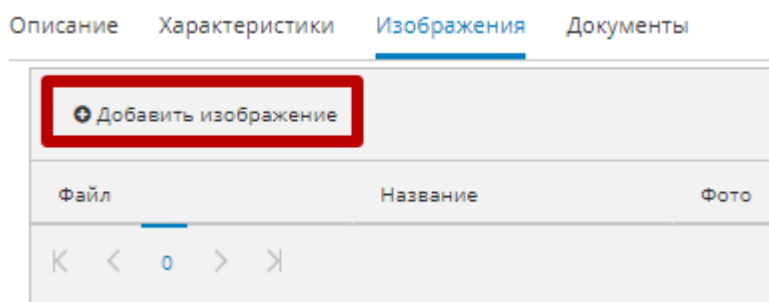 Описание Характеристики Изображения Документы
Добавить изображение
Файл Название Фото
0